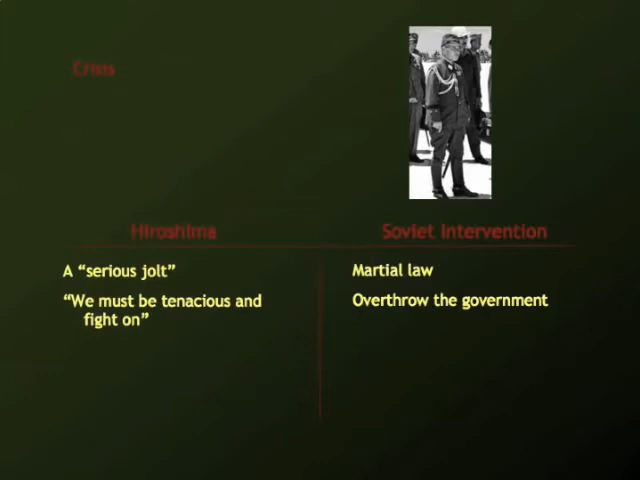 Crisis
Hiroshima
Soviet Intervention
A “serious jolt”
“We must be tenacious and
fight on”
Martial law
Overthrow the government